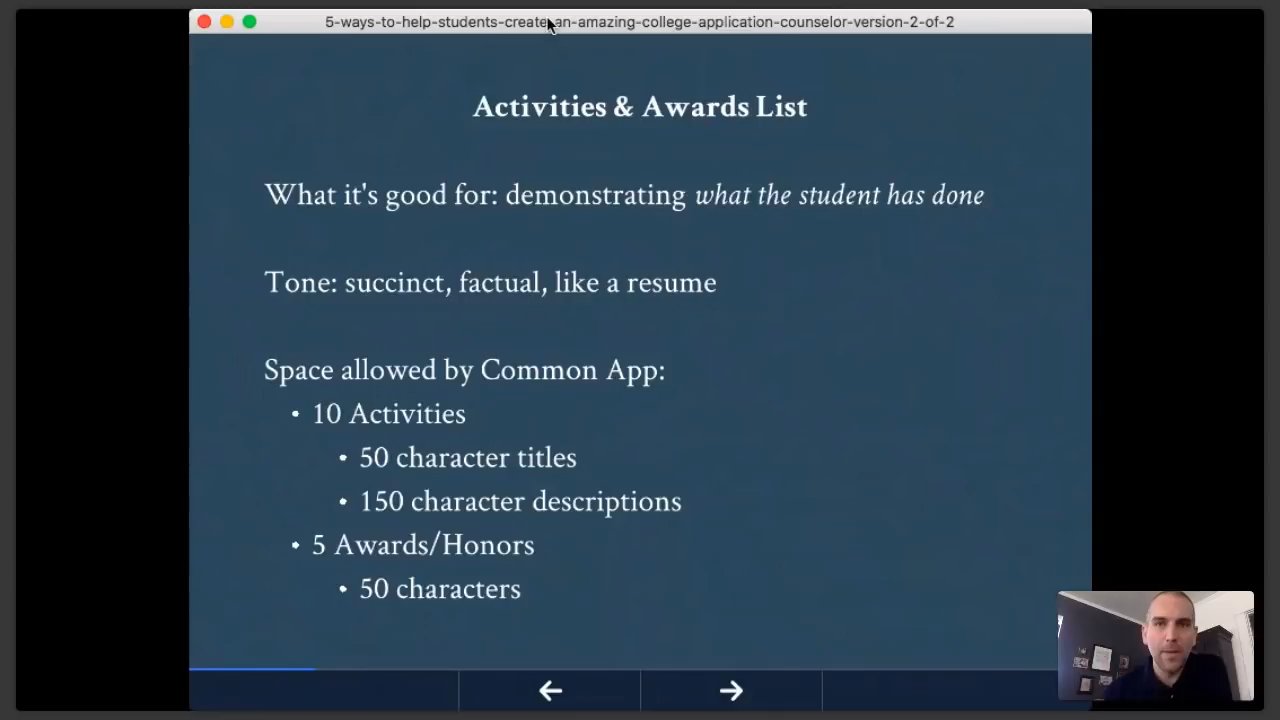 5-ways-to-help-students-create-an-amazing-college-application-counselor-version-2-of-2
Activities & Awards List
What it's good for: demonstrating what the student has done
Tone: succinct, factual, like a resume
Space allowed by Common App:
• 10 Activities
• 50 character titles
• 150 character descriptions
• 5 Awards/Honors
• 50 characters